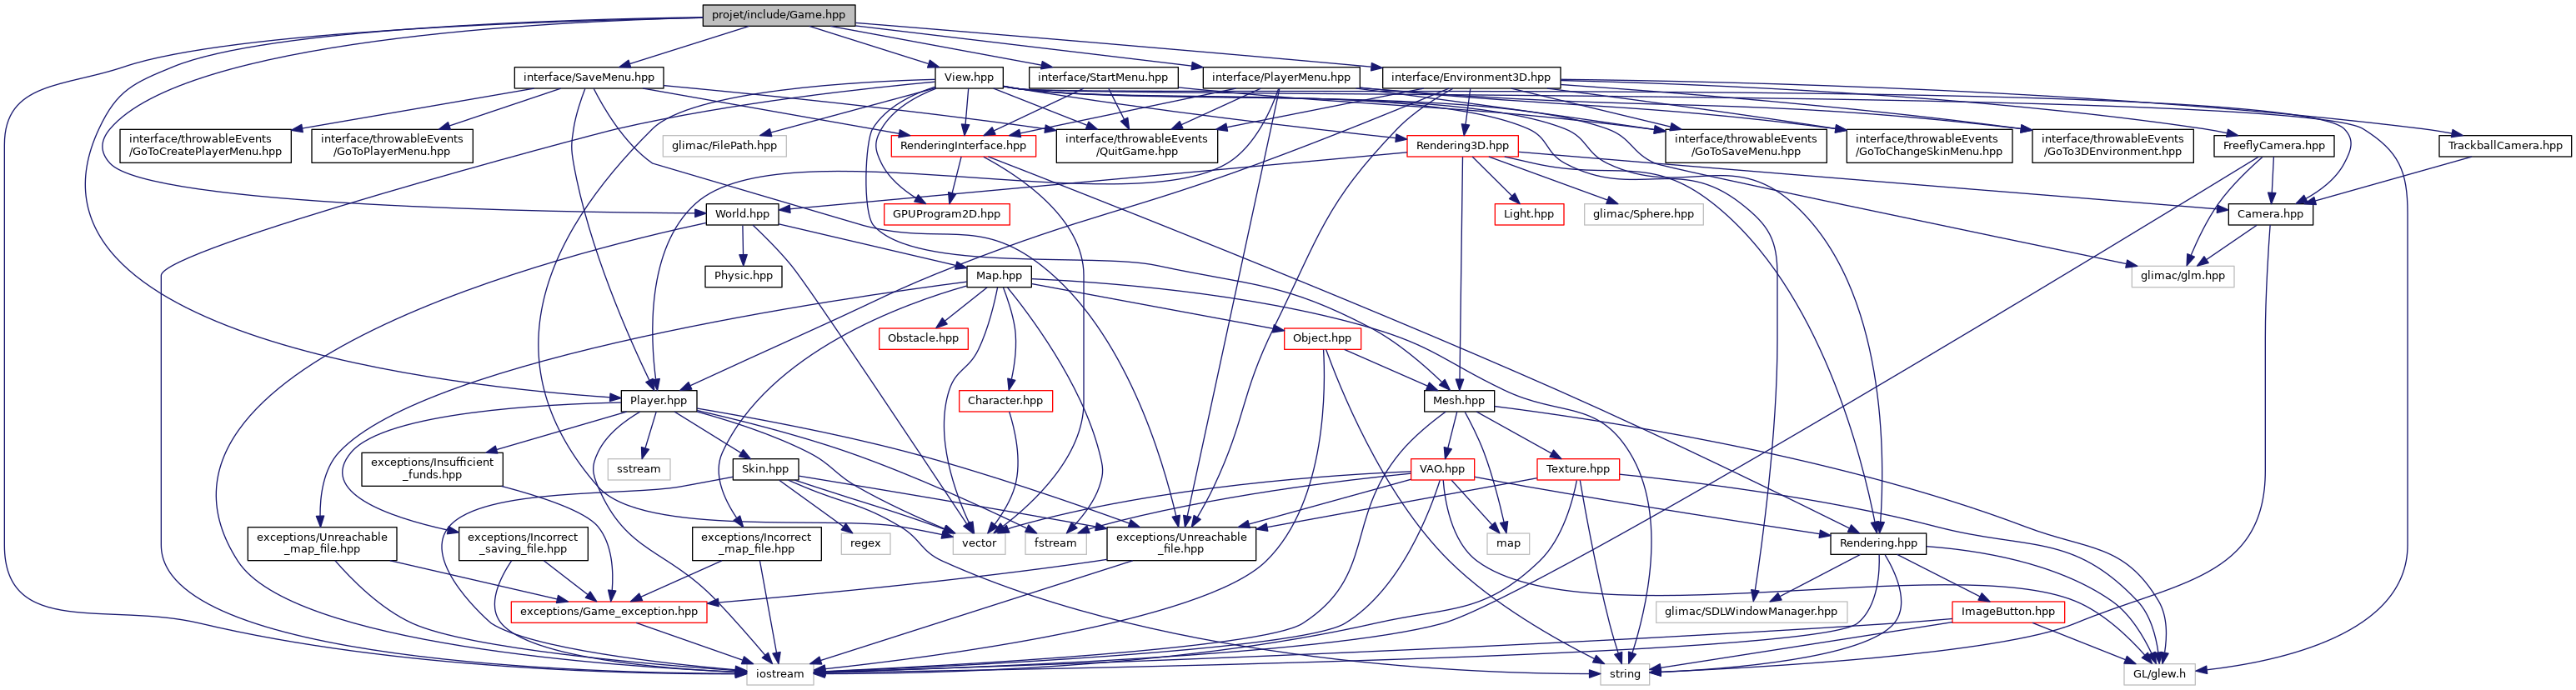 projet/include/Game.hpp
interface/SaveMenu.hpp
View.hpp
interface/StartMenu.hpp
interface/PlayerMenu.hpp
interface/Environment3D.hpp
interface/throwableEvents
/GoToCreatePlayerMenu.hpp
interface/throwableEvents
/GoToPlayerMenu.hpp
glimac/FilePath.hpp
RenderingInterface.hpp
interface/throwableEvents
/QuitGame.hpp
Rendering3D.hpp
interface/throwableEvents
/GoToSaveMenu.hpp
interface/throwableEvents
/GoToChangeSkinMenu.hpp
interface/throwableEvents
/GoTo3DEnvironment.hpp
FreeflyCamera.hpp
TrackballCamera.hpp
World.hpp
GPUProgram2D.hpp
Light.hpp
glimac/Sphere.hpp
Camera.hpp
Physic.hpp
Map.hpp
glimac/glm.hpp
Obstacle.hpp
Object.hpp
Player.hpp
Character.hpp
Mesh.hpp
exceptions/Insufficient
_funds.hpp
sstream
Skin.hpp
VAO.hpp
Texture.hpp
exceptions/Unreachable
_map_file.hpp
exceptions/Incorrect
_saving_file.hpp
exceptions/Incorrect
_map_file.hpp
regex
vector
fstream
exceptions/Unreachable
_file.hpp
map
Rendering.hpp
exceptions/Game_exception.hpp
glimac/SDLWindowManager.hpp
ImageButton.hpp
iostream
string
GL/glew.h